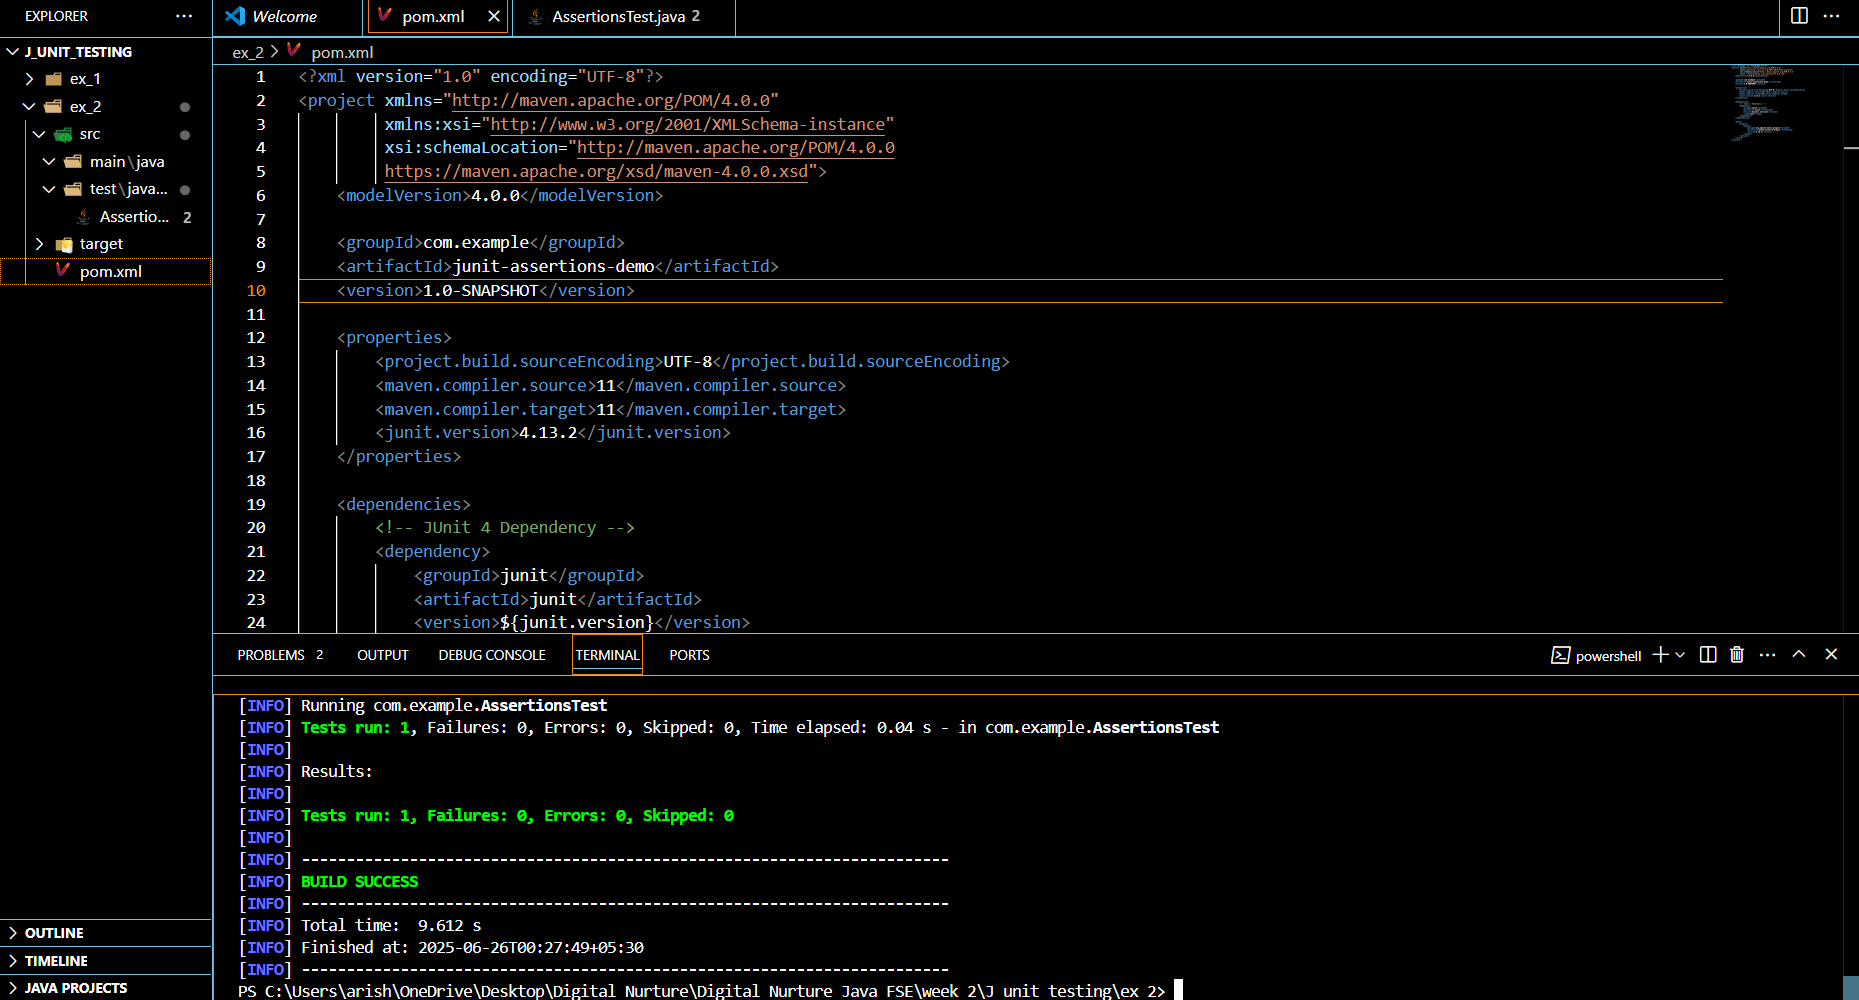 EXPLORER
J_UNIT_TESTING
ex_1
ex_2
src
main\java
test\java...
Assertio... 2
target
pom.xml
OUTLINE
TIMELINE
JAVA PROJECTS
Welcome pom.xml AssertionsTest.java 2
ex_2 > pom.xml
1 <?xml version="1.0" encoding="UTF-8"?>
2 <project xmlns="http://maven.apache.org/POM/4.0.0"
3 xmlns:xsi="http://www.w3.org/2001/XMLSchema-instance"
4 xsi:schemaLocation="http://maven.apache.org/POM/4.0.0
5 https://maven.apache.org/xsd/maven-4.0.0.xsd">
6 <modelVersion>4.0.0</modelVersion>
7
8 <groupId>com.example</groupId>
9 <artifactId>junit-assertions-demo</artifactId>
10 <version>1.0-SNAPSHOT</version>
11
12 <properties>
13 <project.build.sourceEncoding>UTF-8</project.build.sourceEncoding>
14 <maven.compiler.source>11</maven.compiler.source>
15 <maven.compiler.target>11</maven.compiler.target>
16 <junit.version>4.13.2</junit.version>
17 </properties>
18
19 <dependencies>
20 <!-- JUnit 4 Dependency -->
21 <dependency>
22 <groupId>junit</groupId>
23 <artifactId>junit</artifactId>
24 <version>${junit.version}</version>
PROBLEMS 2 OUTPUT DEBUG CONSOLE TERMINAL PORTS powershell
[INFO] Running com.example.AssertionsTest
[INFO] Tests run: 1, Failures: 0, Errors: 0, Skipped: 0, Time elapsed: 0.04 s - in com.example.AssertionsTest
[INFO]
[INFO] Results:
[INFO]
[INFO] Tests run: 1, Failures: 0, Errors: 0, Skipped: 0
[INFO]
[INFO] ------------------------------------------------------------------------
[INFO] BUILD SUCCESS
[INFO] ------------------------------------------------------------------------
[INFO] Total time:  9.612 s
[INFO] Finished at: 2025-06-26T00:27:49+05:30
[INFO] ------------------------------------------------------------------------
PS C:\Users\arish\OneDrive\Desktop\Digital Nurture\Digital Nurture Java FSE\week 2\J unit testing\ex 2>